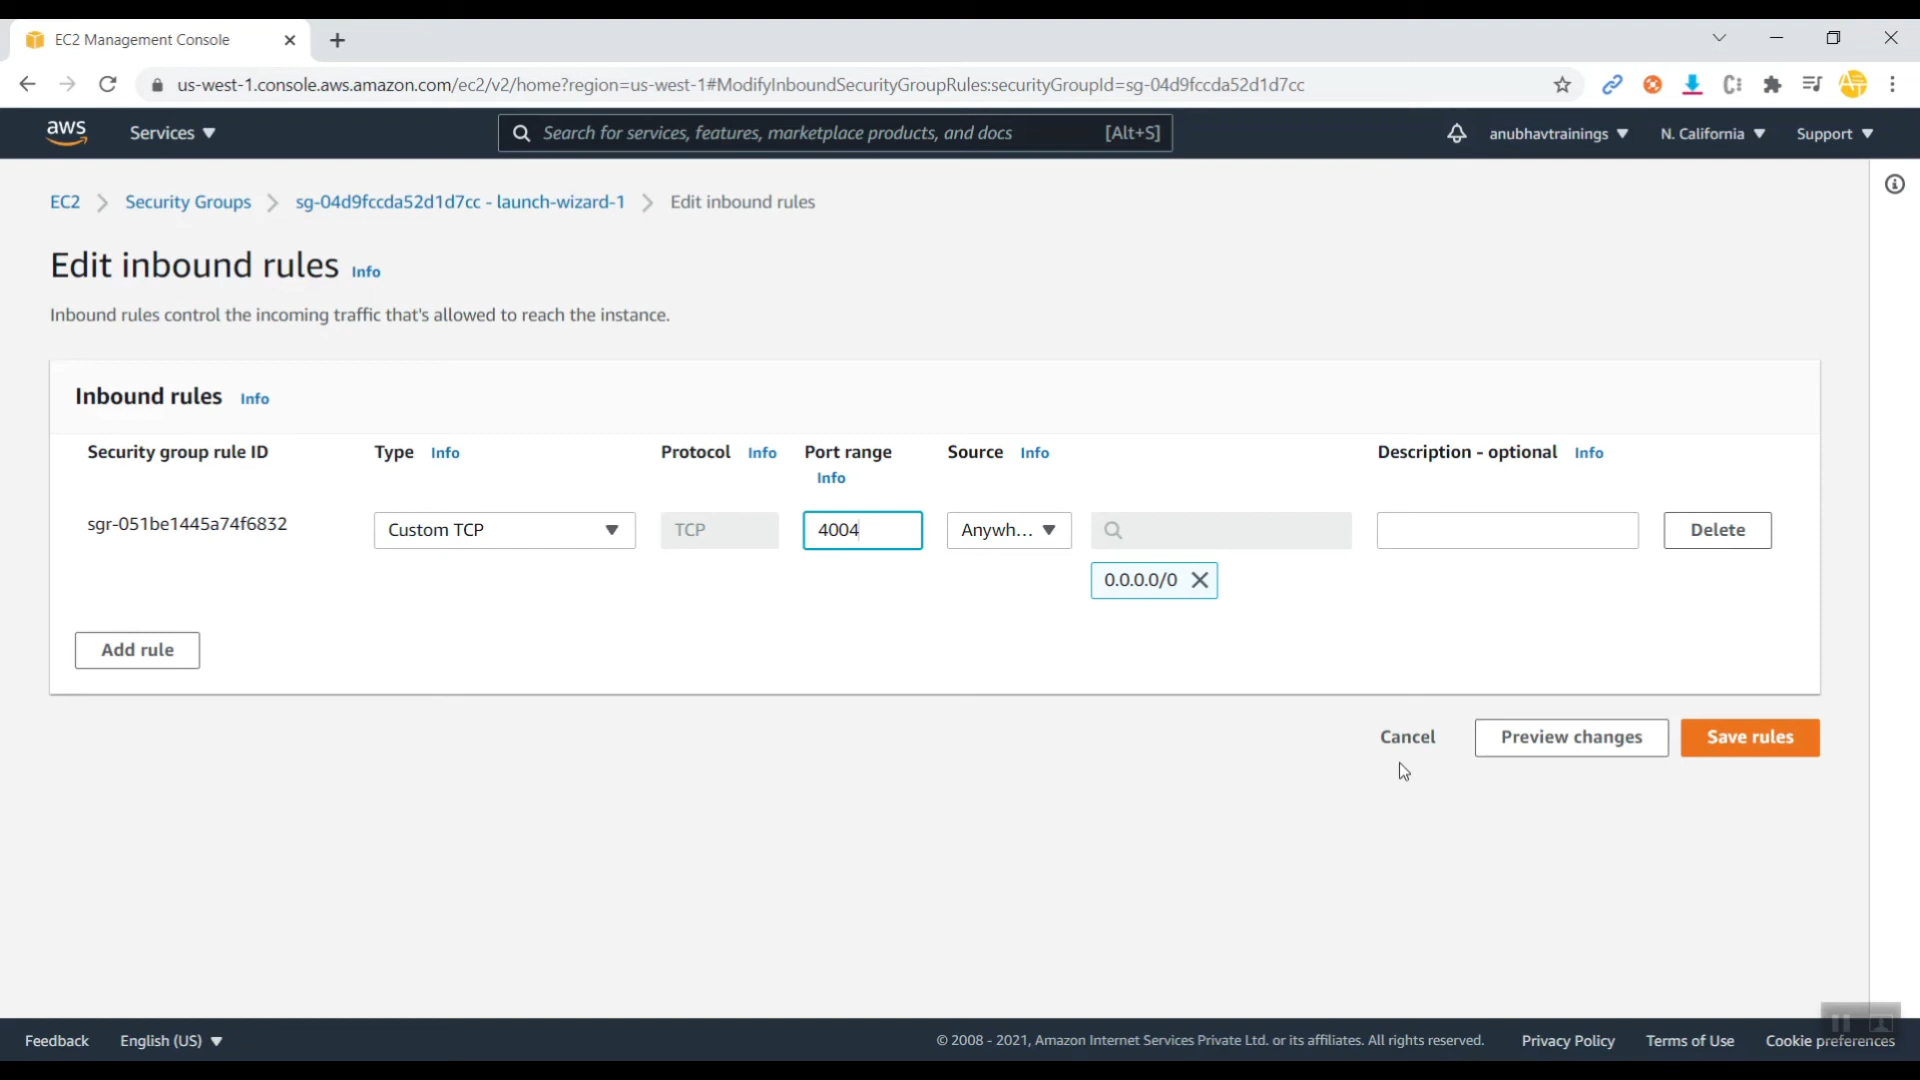 EC2 Management Console
us-west-1.console.aws.amazon.com/ec2/v2/home?region=us-west-1#ModifyInboundSecurityGroupRules:securityGroupId=sg-04d9fccda52d1d7cc
aws Services Search for services, features, marketplace products, and docs [Alt+S] anubhavtrainings N. California Support
EC2 Security Groups sg-04d9fccda52d1d7cc - launch-wizard-1 Edit inbound rules
Edit inbound rules Info
Inbound rules control the incoming traffic that's allowed to reach the instance.
Inbound rules Info
Security group rule ID Type Info Protocol Info Port range Source Info Description - optional Info
Info
sgr-051be1445a74f6832 Custom TCP TCP 4004 Anywh... Delete
0.0.0.0/0
Add rule
Cancel Preview changes Save rules
Feedback English (US) © 2008 - 2021, Amazon Internet Services Private Ltd. or its affiliates. All rights reserved. Privacy Policy Terms of Use Cookie preferences